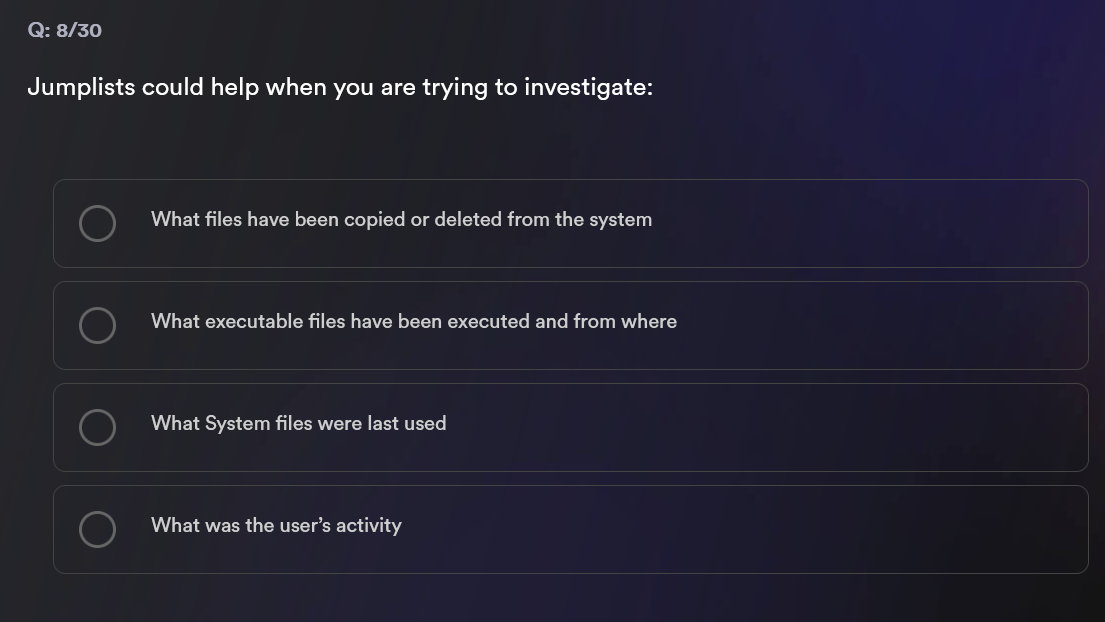 Q: 8/30
Jumplists could help when you are trying to investigate:
What files have been copied or deleted from the system
What executable files have been executed and from where
What System files were last used
What was the user’s activity